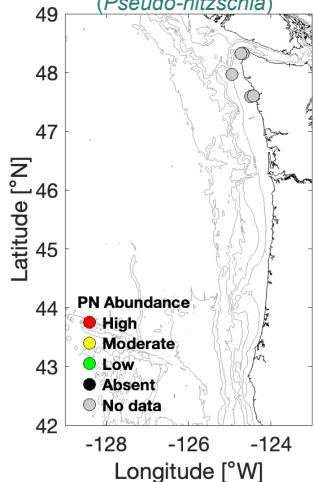 (Pseudo-nitzschia)
49
48
47
46
45
44
43
42
Latitude [°N]
PN Abundance
High
Moderate
Low
Absent
No data
-128 -126 -124
Longitude [°W]